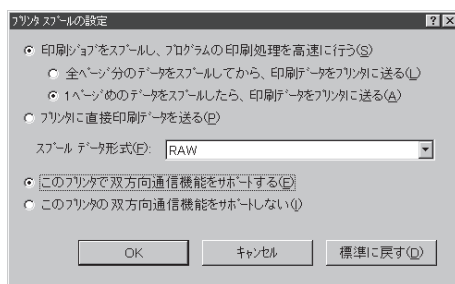 プリンタ スプールの設定
印刷ジョブをスプールし、プログラムの印刷処理を高速に行う(S)
全ページ分のデータをスプールしてから、印刷データをプリンタに送る(L)
1ページめのデータをスプールしたら、印刷データをプリンタに送る(A)
プリンタに直接印刷データを送る(P)
スプール データ形式(F): RAW
このプリンタで双方向通信機能をサポートする(E)
このプリンタの双方向通信機能をサポートしない(I)
OK キャンセル 標準に戻す(D)